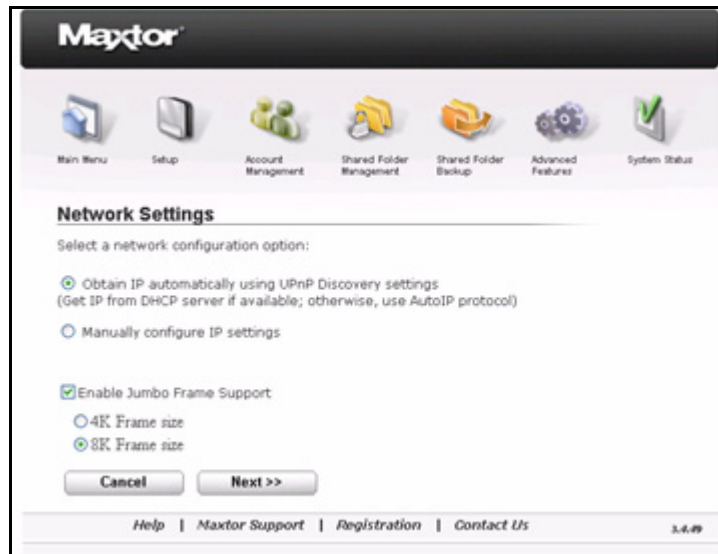 Maxtor
Main Menu
Setup
Account Management
Shared Folder Management
Shared Folder Backup
Advanced Features
System Status
Network Settings
Select a network configuration option:
Obtain IP automatically using UPnP Discovery settings
(Get IP from DHCP server if available; otherwise, use AutoIP protocol)
Manually configure IP settings
Enable Jumbo Frame Support
4K Frame size
8K Frame size
Cancel
Next >>
Help | Maxtor Support | Registration | Contact Us
3.4.49